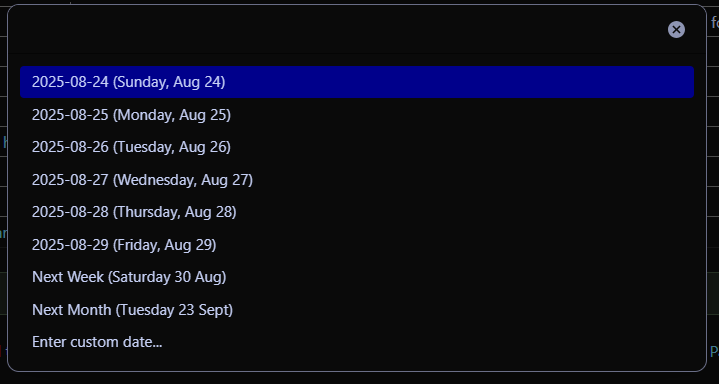 2025-08-24 (Sunday, Aug 24)
2025-08-25 (Monday, Aug 25)
2025-08-26 (Tuesday, Aug 26)
2025-08-27 (Wednesday, Aug 27)
2025-08-28 (Thursday, Aug 28)
2025-08-29 (Friday, Aug 29)
Next Week (Saturday 30 Aug)
Next Month (Tuesday 23 Sept)
Enter custom date...